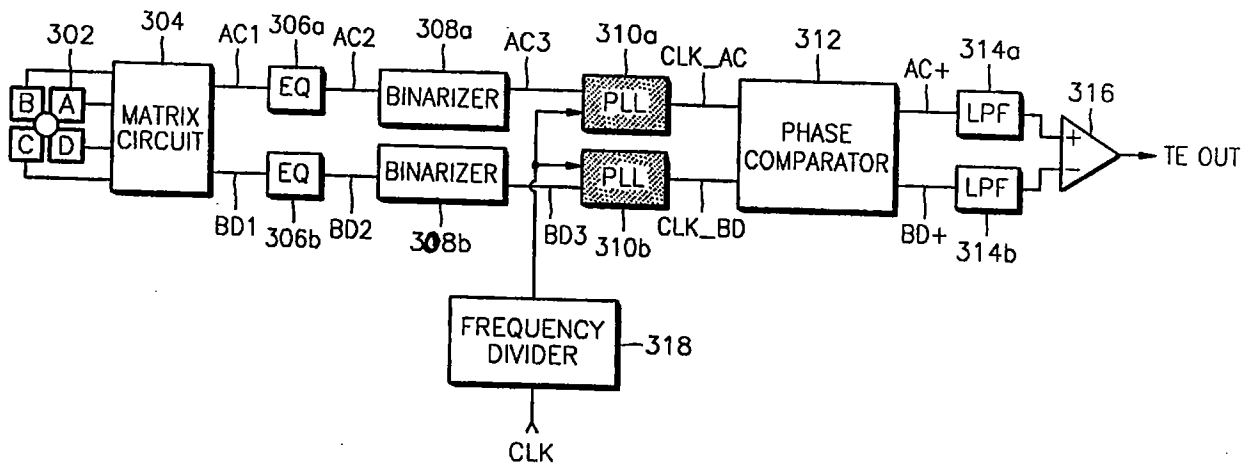 302
304
AC1
306a
AC2
308a
AC3
310a
CLK_AC
312
AC+
314a
316
B
A
C
D
MATRIX
CIRCUIT
EQ
BINARIZER
PLL
PHASE
COMPARATOR
LPF
+
−
TE OUT
EQ
BINARIZER
PLL
LPF
BD1
306b
BD2
308b
BD3
310b
CLK_BD
BD+
314b
FREQUENCY
DIVIDER
318
CLK